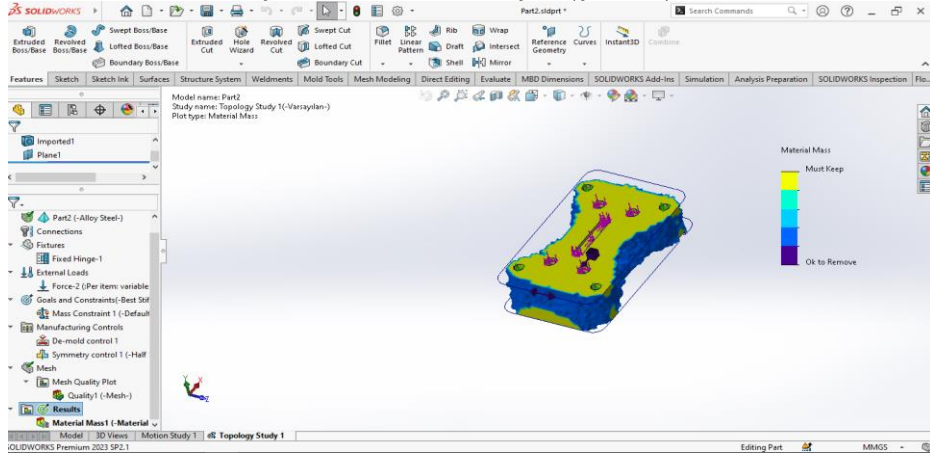 SOLIDWORKS
Part2.sldprt *
Search Commands
Extruded Boss/Base
Revolved Boss/Base
Swept Boss/Base
Lofted Boss/Base
Boundary Boss/Base
Extruded Cut
Hole Wizard
Revolved Cut
Swept Cut
Lofted Cut
Boundary Cut
Fillet
Linear Pattern
Rib
Draft
Shell
Wrap
Intersect
Mirror
Reference Geometry
Curves
Instant3D
Combine
Features
Sketch
Sketch Ink
Surfaces
Structure System
Weldments
Mold Tools
Mesh Modeling
Direct Editing
Evaluate
MBD Dimensions
SOLIDWORKS Add-Ins
Simulation
Analysis Preparation
SOLIDWORKS Inspection
Flo...
Model name: Part2
Study name: Topology Study 1(-Varsayılan-)
Plot type: Material Mass
Imported1
Plane1
Part2 (-Alloy Steel-)
Connections
Fixtures
Fixed Hinge-1
External Loads
Force-2 (:Per item: variable
Goals and Constraints(-Best Stif
Mass Constraint 1 (-Default
Manufacturing Controls
De-mold control 1
Symmetry control 1 (-Half
Mesh
Mesh Quality Plot
Quality1 (-Mesh-)
Results
Material Mass1 (-Material
Material Mass
Must Keep
Ok to Remove
Z
Model
3D Views
Motion Study 1
Topology Study 1
SOLIDWORKS Premium 2023 SP2.1
Editing Part
MMGS